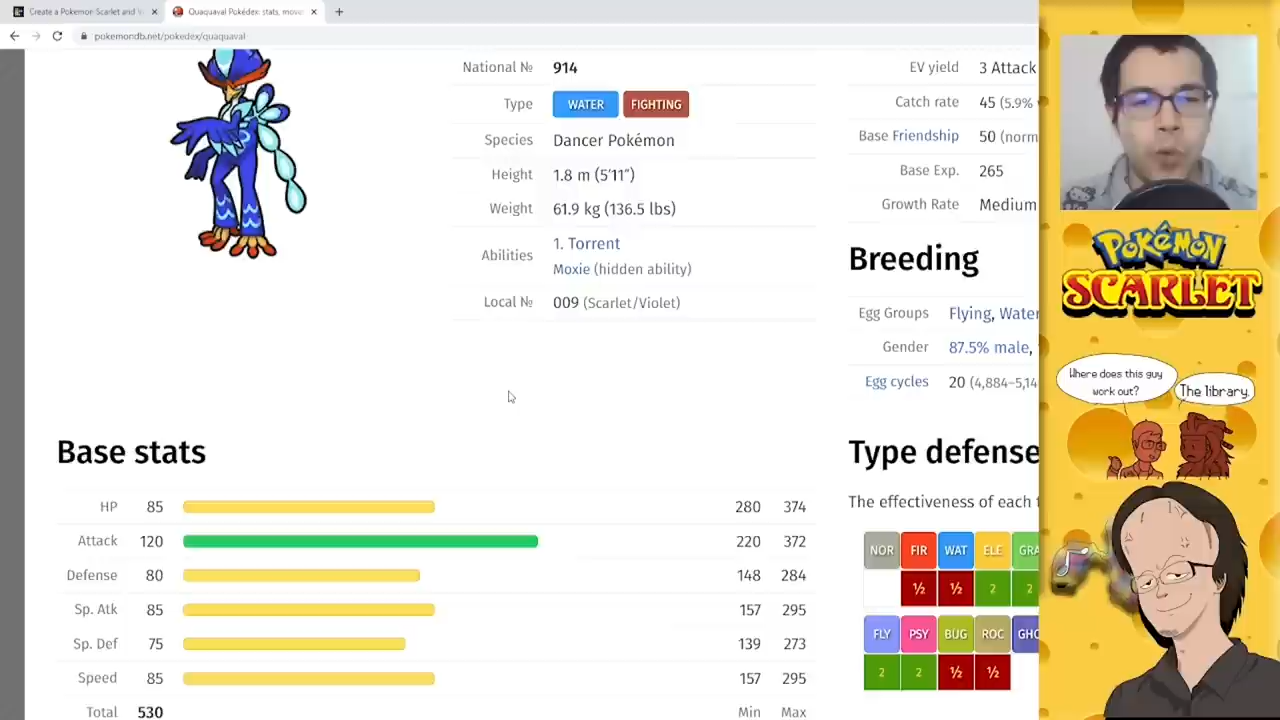 Create a Pokemon Scarlet and V
Quaquaval Pokédex: stats, moves
pokemondb.net/pokedex/quaquaval
National № 914
Type WATER FIGHTING
Species Dancer Pokémon
Height 1.8 m (5′11″)
Weight 61.9 kg (136.5 lbs)
Abilities 1. Torrent
Moxie (hidden ability)
Local № 009 (Scarlet/Violet)
EV yield 3 Attack
Catch rate 45 (5.9%
Base Friendship 50 (norm
Base Exp. 265
Growth Rate Medium
Breeding
Egg Groups Flying, Water
Gender 87.5% male,
Egg cycles 20 (4,884–5,14
Base stats
HP 85 280 374
Attack 120 220 372
Defense 80 148 284
Sp. Atk 85 157 295
Sp. Def 75 139 273
Speed 85 157 295
Total 530 Min Max
Type defense
The effectiveness of each t
NOR FIR WAT ELE GRA
½ ½ 2 2
FLY PSY BUG ROC GHO
2 2 ½ ½
POKéMON
SCARLET
Where does this guy
work out?
The library.